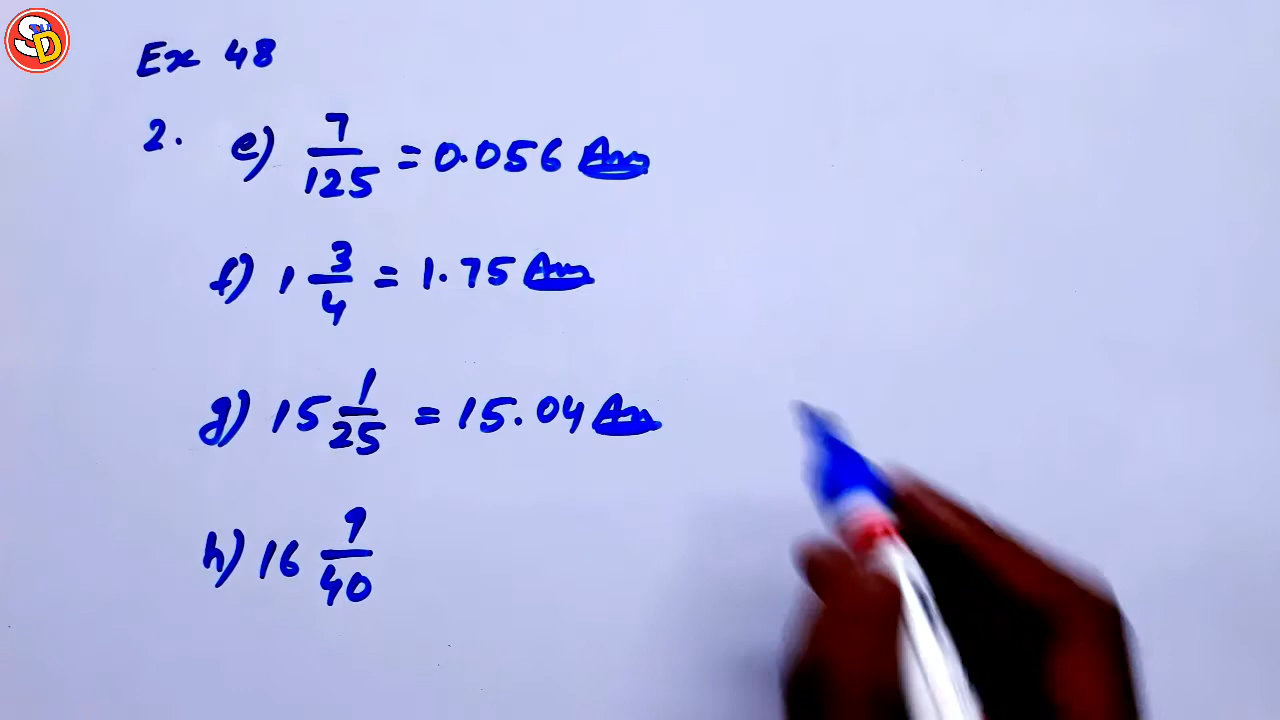 SD
Ex 48
2. e) 7/125 = 0.056 Ans
f) 1 3/4 = 1.75 Ans
g) 15 1/25 = 15.04 Ans
h) 16 9/40